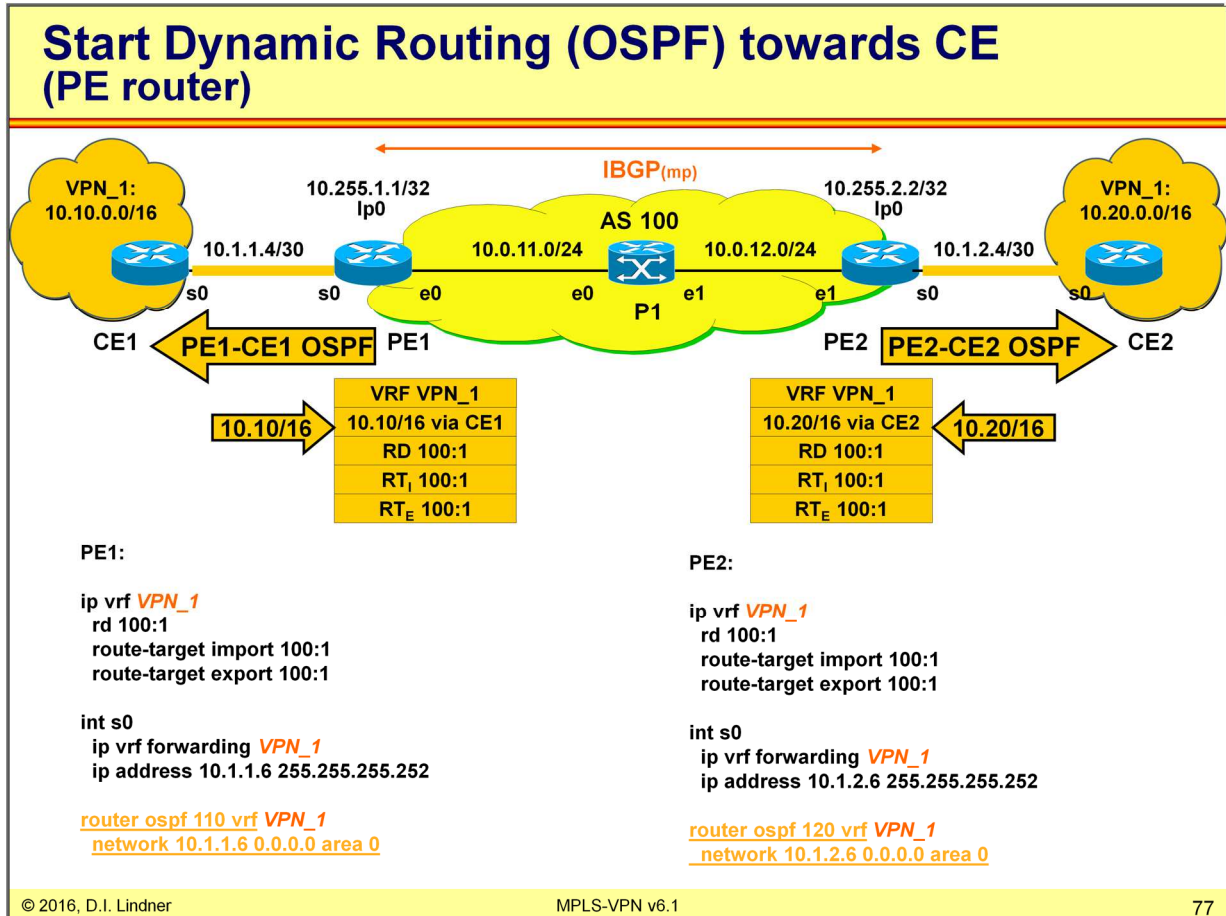 Start Dynamic Routing (OSPF) towards CE
(PE router)
IBGP(mp)
VPN_1:
10.10.0.0/16
10.255.1.1/32
lp0
AS 100
10.255.2.2/32
lp0
VPN_1:
10.20.0.0/16
10.1.1.4/30
10.0.11.0/24
10.0.12.0/24
10.1.2.4/30
s0
s0
e0
e0
e1
e1
s0
s0
P1
CE1
PE1-CE1 OSPF
PE1
PE2
PE2-CE2 OSPF
CE2
10.10/16
VRF VPN_1
10.10/16 via CE1
RD 100:1
RTI 100:1
RTE 100:1
VRF VPN_1
10.20/16 via CE2
RD 100:1
RTI 100:1
RTE 100:1
10.20/16
PE1:
ip vrf VPN_1
rd 100:1
route-target import 100:1
route-target export 100:1
int s0
ip vrf forwarding VPN_1
ip address 10.1.1.6 255.255.255.252
router ospf 110 vrf VPN_1
network 10.1.1.6 0.0.0.0 area 0
PE2:
ip vrf VPN_1
rd 100:1
route-target import 100:1
route-target export 100:1
int s0
ip vrf forwarding VPN_1
ip address 10.1.2.6 255.255.255.252
router ospf 120 vrf VPN_1
network 10.1.2.6 0.0.0.0 area 0
© 2016, D.I. Lindner
MPLS-VPN v6.1
77